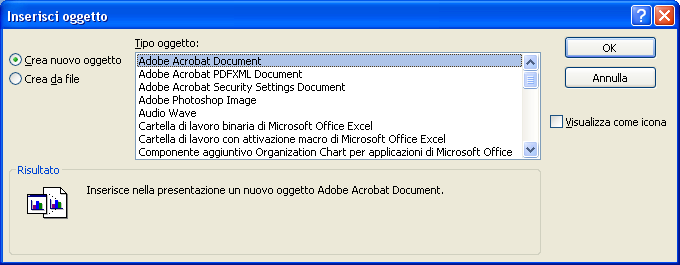 Inserisci oggetto
Tipo oggetto:
Crea nuovo oggetto
Crea da file
Adobe Acrobat Document
Adobe Acrobat PDFXML Document
Adobe Acrobat Security Settings Document
Adobe Photoshop Image
Audio Wave
Cartella di lavoro binaria di Microsoft Office Excel
Cartella di lavoro con attivazione macro di Microsoft Office Excel
Componente aggiuntivo Organization Chart per applicazioni di Microsoft Office
OK
Annulla
Visualizza come icona
Risultato
Inserisce nella presentazione un nuovo oggetto Adobe Acrobat Document.